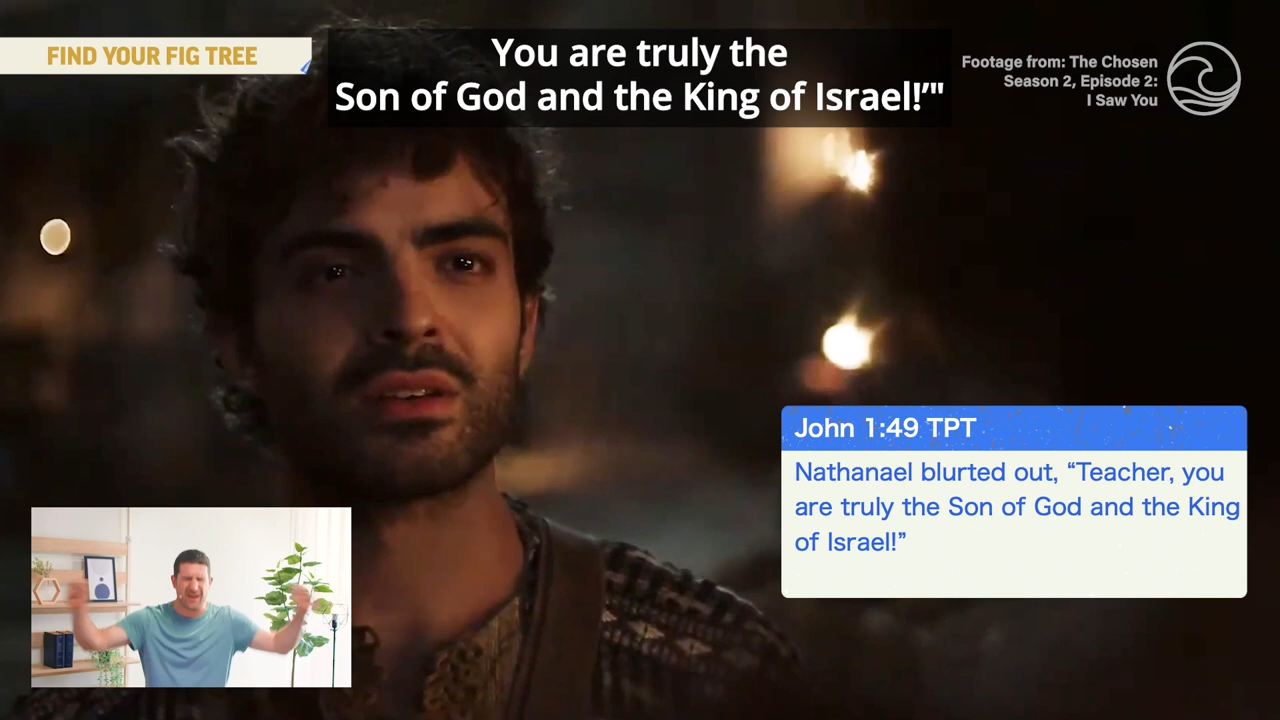 FIND YOUR FIG TREE
You are truly the
Son of God and the King of Israel!’"
Footage from: The Chosen
Season 2, Episode 2:
I Saw You
John 1:49 TPT
Nathanael blurted out, “Teacher, you
are truly the Son of God and the King
of Israel!”